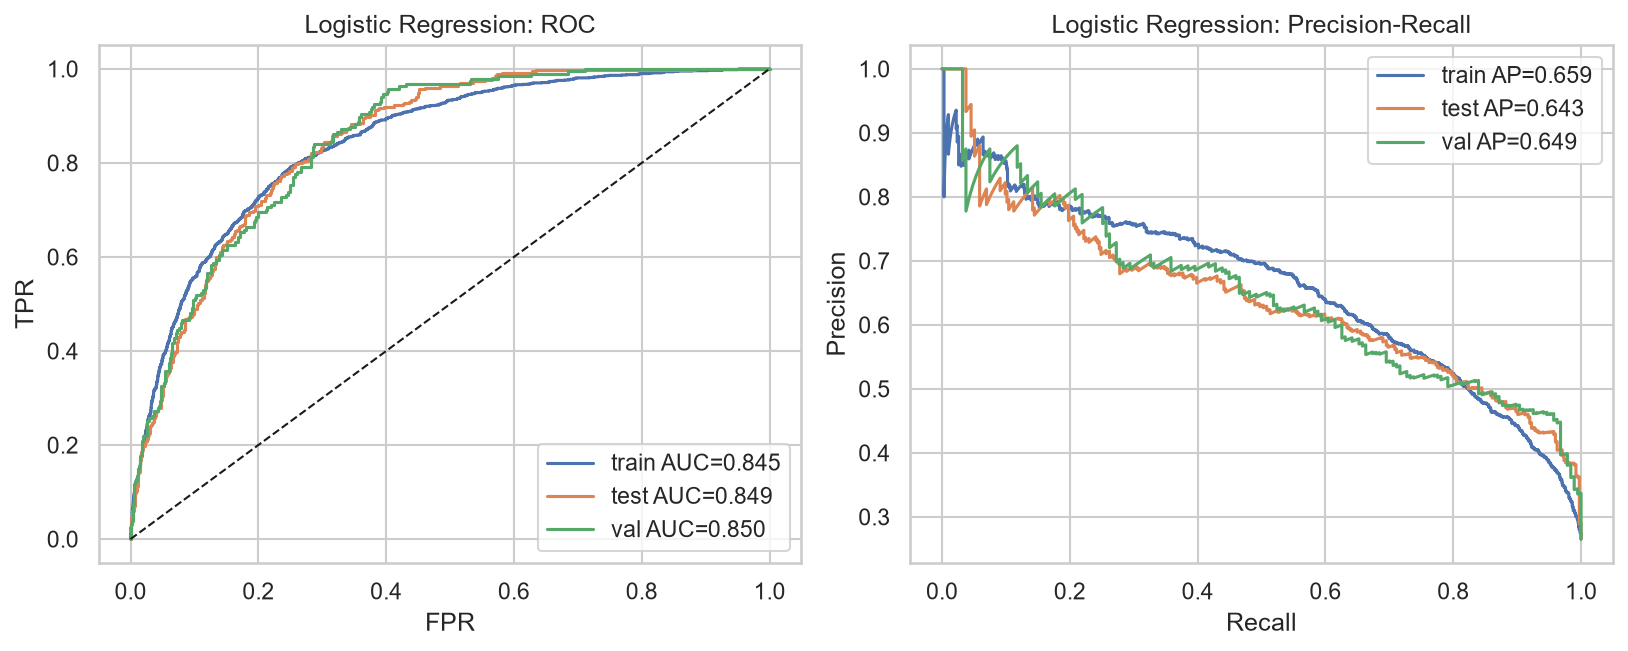 Logistic Regression: ROC
TPR
1.0
0.8
0.6
0.4
0.2
0.0
train AUC=0.845
test AUC=0.849
val AUC=0.850
0.0 0.2 0.4 0.6 0.8 1.0
FPR
Logistic Regression: Precision-Recall
Precision
1.0
0.9
0.8
0.7
0.6
0.5
0.4
0.3
train AP=0.659
test AP=0.643
val AP=0.649
0.0 0.2 0.4 0.6 0.8 1.0
Recall